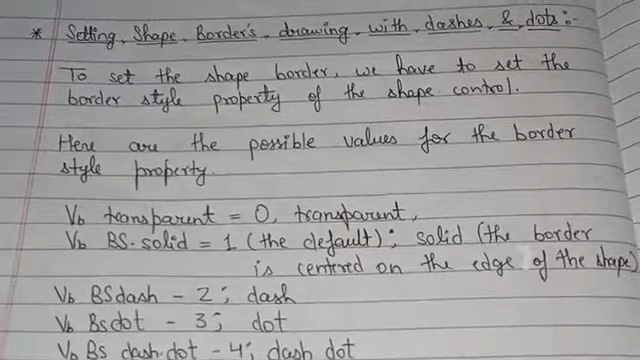 * Setting Shape Border's drawing with dashes & dots :-
To set the shape border, we have to set the
border style property of the shape control.
Here are the possible values for the border
style property.
Vb transparent = 0, transparent,
Vb BS-solid = 1 (the default); solid (the border
is centered on the edge of the shape)
Vb BSdash - 2; dash
Vb Bsdot - 3; dot
Vb Bs dash-dot - 4; dash dot